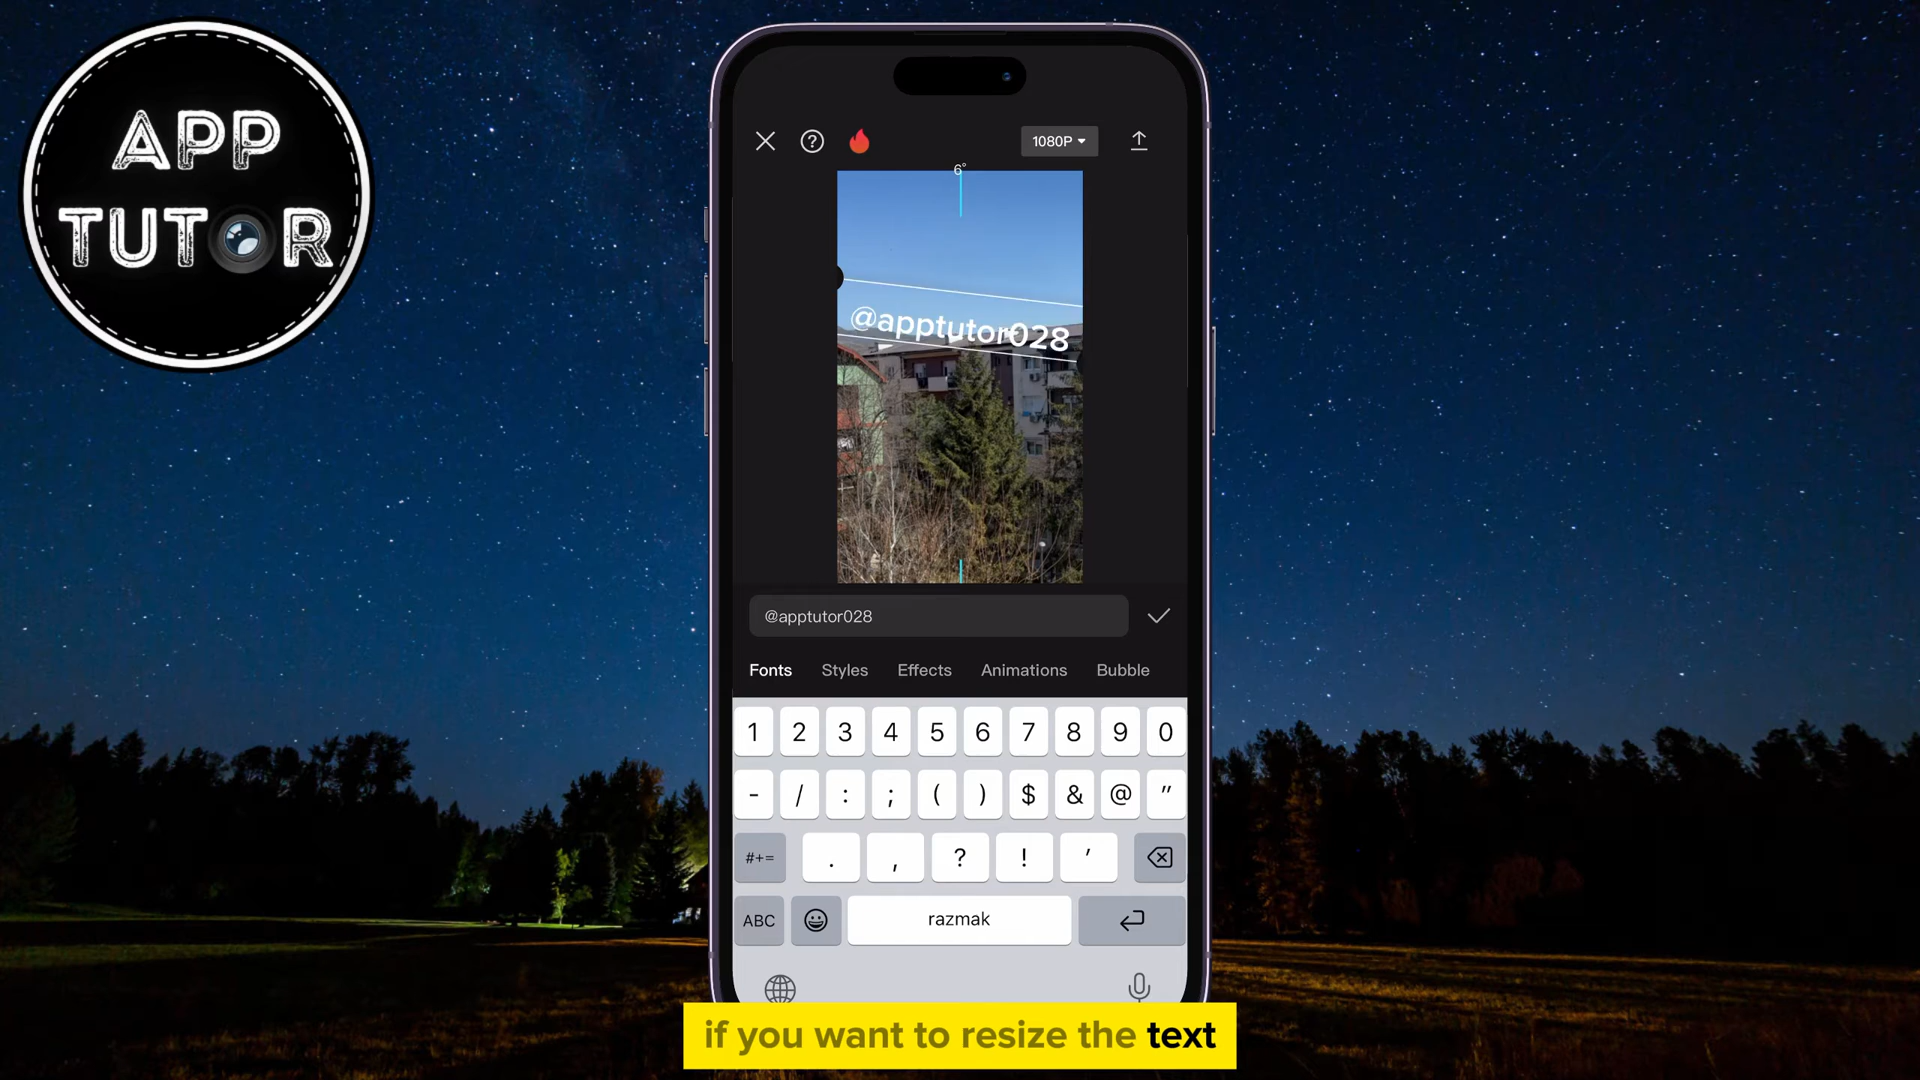 APP
TUTOR
1080P
6°
@apptutor028
@apptutor028
Fonts Styles Effects Animations Bubble
1 2 3 4 5 6 7 8 9 0
- / : ; ( ) $ & @ "
#+= . , ? ! '
ABC razmak
if you want to resize the text